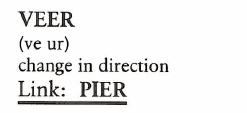 VEER
(ve ur)
change in direction
Link: PIER